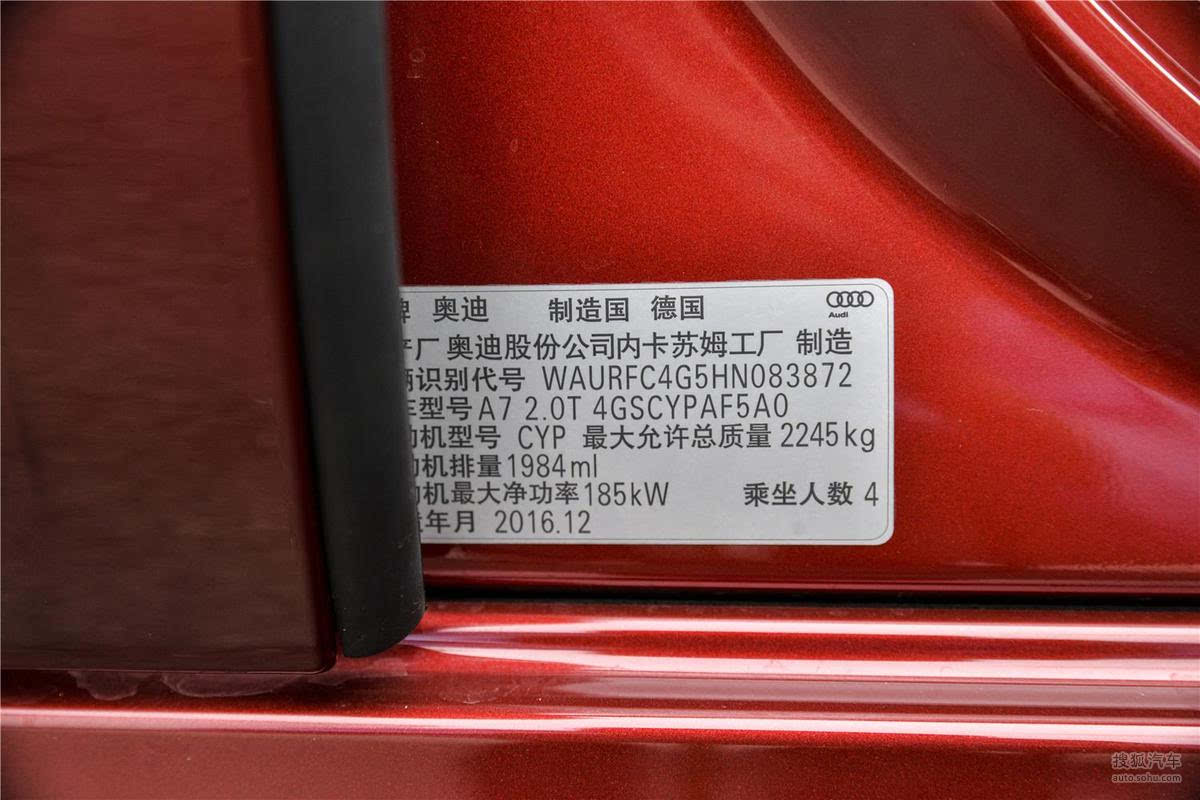 牌 奥迪 制造国 德国
Audi
产厂 奥迪股份公司内卡苏姆工厂 制造
辆识别代号 WAURFC4G5HN083872
车型号 A7 2.0T 4GSCYPAF5A0
动机型号 CYP 最大允许总质量 2245kg
动机排量 1984ml
动机最大净功率 185kW 乘坐人数 4
造年月 2016.12
搜狐汽车
auto.sohu.com